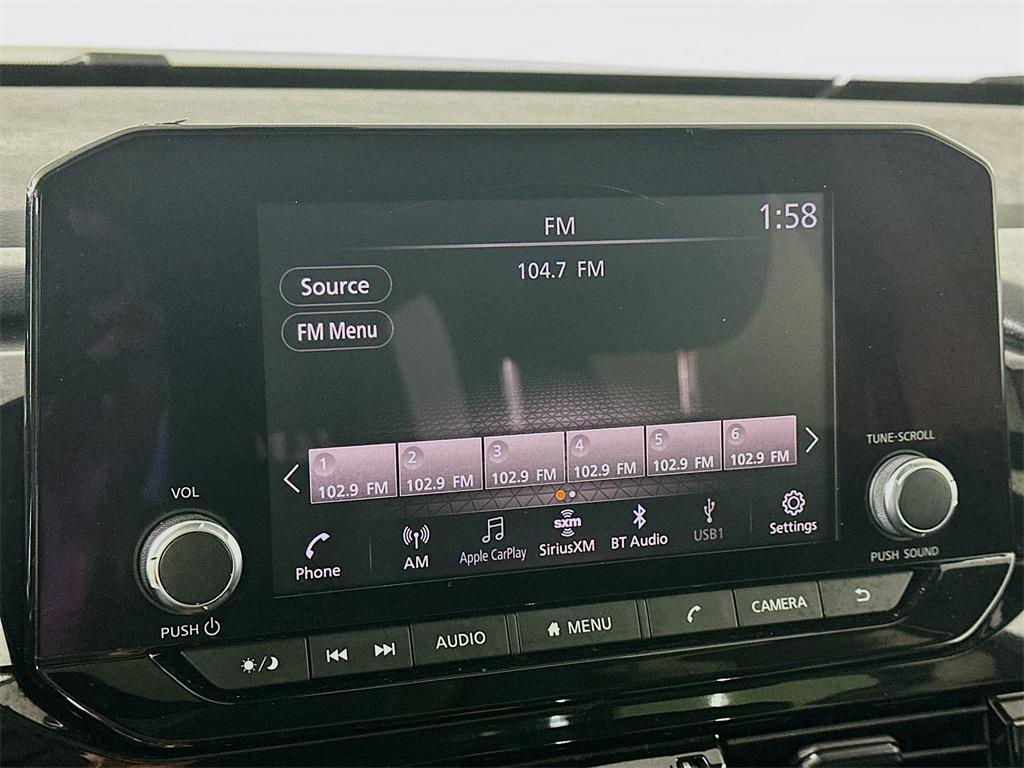 FM
1:58
104.7 FM
Source
FM Menu
1
102.9 FM
2
102.9 FM
3
102.9 FM
4
102.9 FM
5
102.9 FM
6
102.9 FM
Phone
AM
Apple CarPlay
sxm
SiriusXM
BT Audio
USB1
Settings
VOL
PUSH
TUNE·SCROLL
PUSH SOUND
AUDIO
MENU
CAMERA